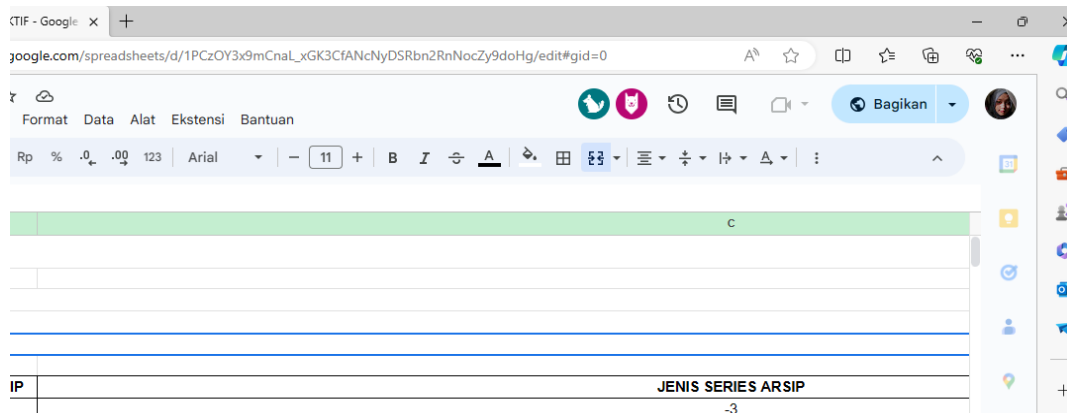 KTIF - Google
google.com/spreadsheets/d/1PCzOY3x9mCnaL_xGK3CfANcNyDSRbn2RnNocZy9doHg/edit#gid=0
Format Data Alat Ekstensi Bantuan
Bagikan
Rp % .0 .00 123 Arial 11 B I A
31
C
IP JENIS SERIES ARSIP
-3